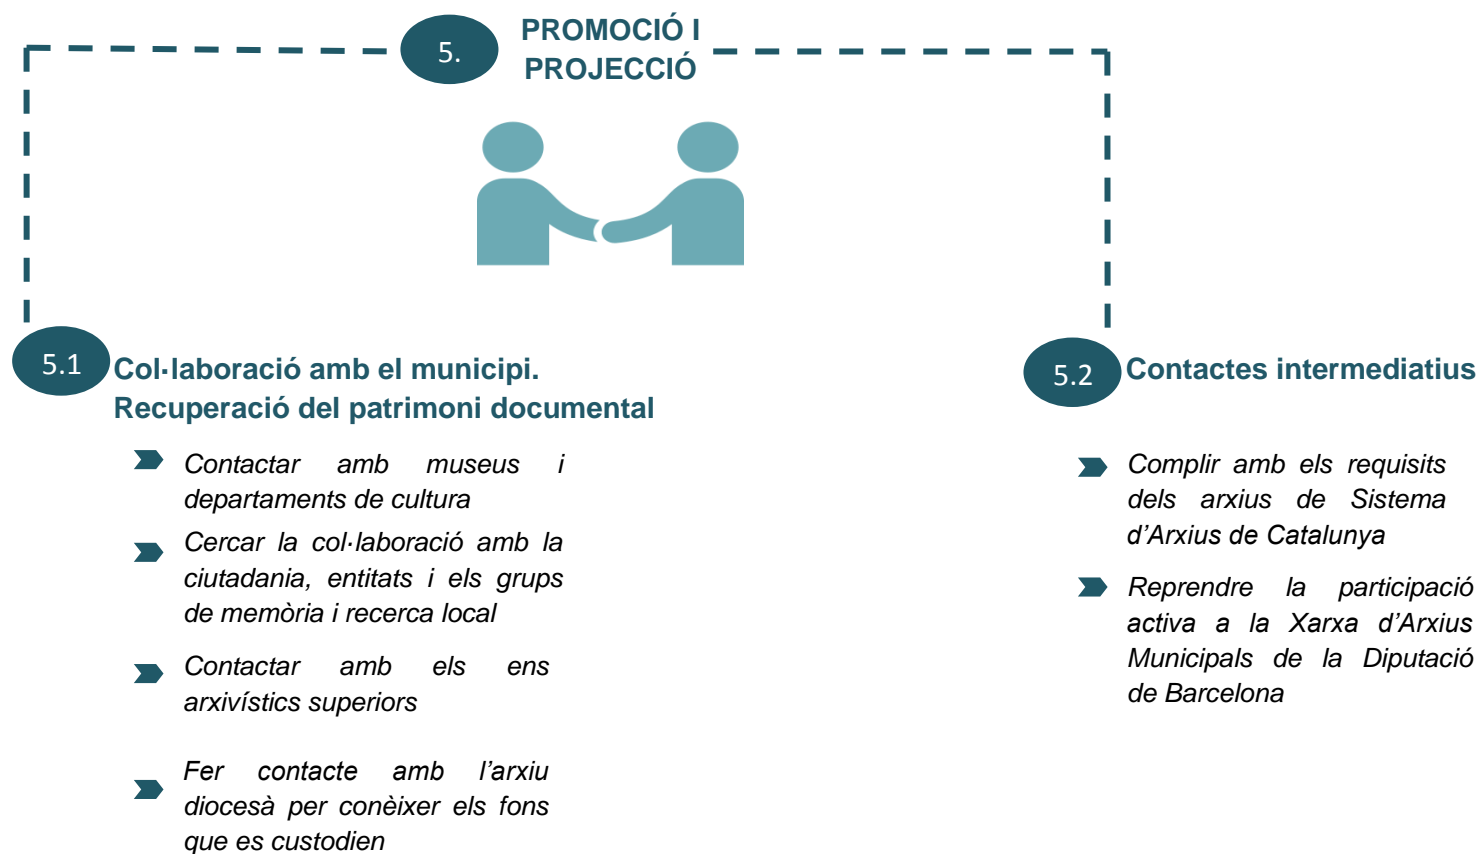 5.
PROMOCIÓ I
PROJECCIÓ
5.1
Col·laboració amb el municipi.
Recuperació del patrimoni documental
Contactar amb museus i
departaments de cultura
Cercar la col·laboració amb la
ciutadania, entitats i els grups
de memòria i recerca local
Contactar amb els ens
arxivístics superiors
Fer contacte amb l’arxiu
diocesà per conèixer els fons
que es custodien
5.2
Contactes intermediatius
Complir amb els requisits
dels arxius de Sistema
d’Arxius de Catalunya
Reprendre la participació
activa a la Xarxa d’Arxius
Municipals de la Diputació
de Barcelona